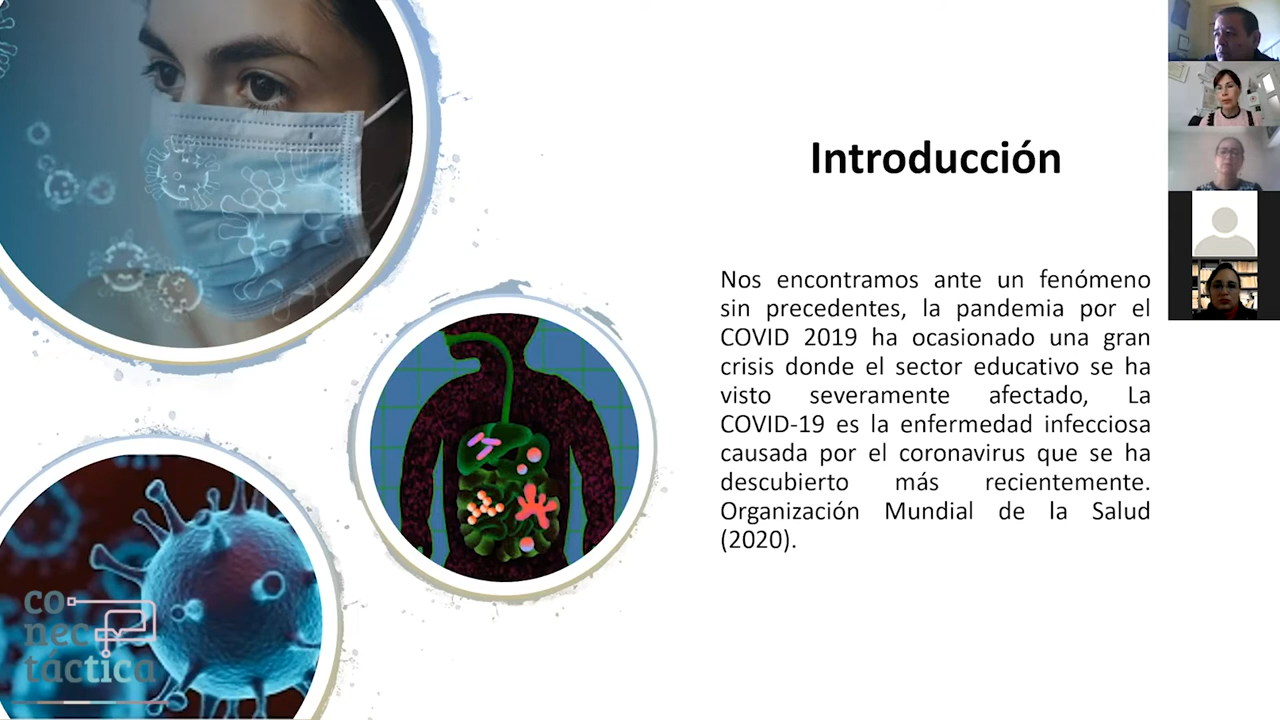 Introducción
Nos encontramos ante un fenómeno
sin precedentes, la pandemia por el
COVID 2019 ha ocasionado una gran
crisis donde el sector educativo se ha
visto severamente afectado, La
COVID-19 es la enfermedad infecciosa
causada por el coronavirus que se ha
descubierto más recientemente.
Organización Mundial de la Salud
(2020).
co
nec
táctica